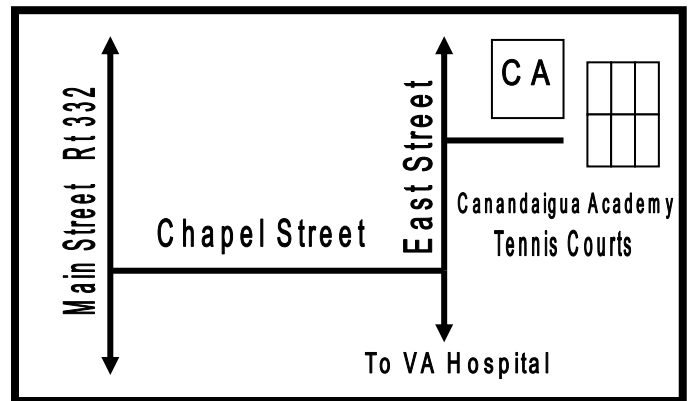 Main Street Rt 332
Chapel Street
East Street
CA
Canandaigua Academy
Tennis Courts
To VA Hospital